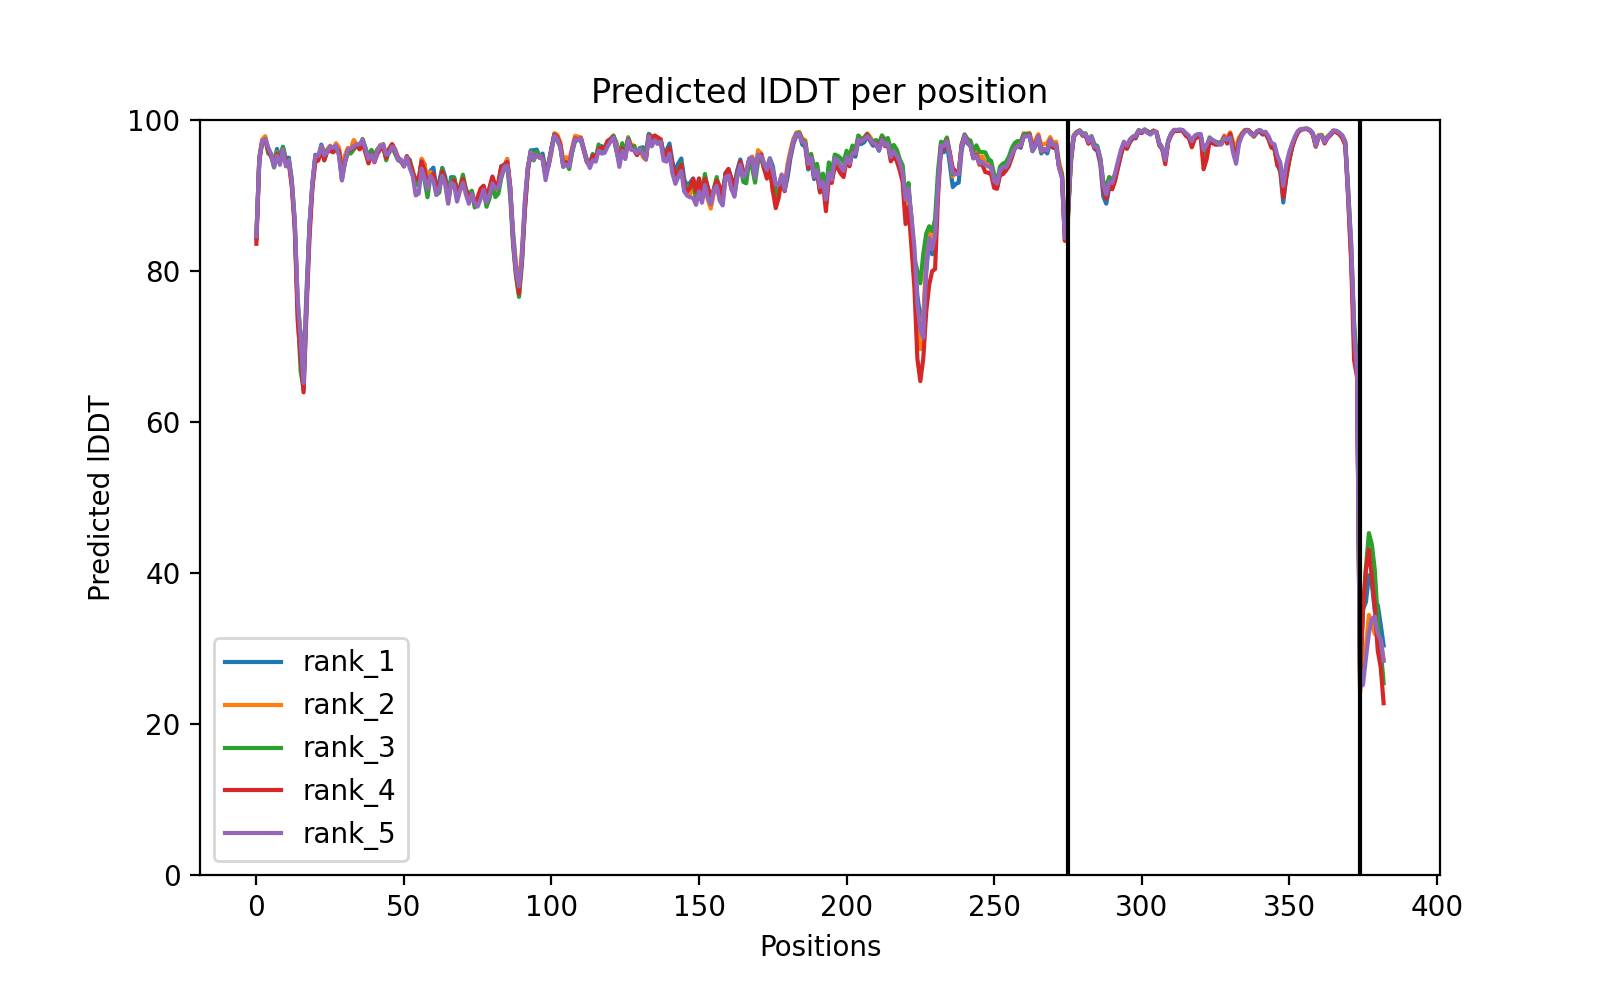 Predicted lDDT per position
100
80
60
40
20
0
Predicted lDDT
rank_1
rank_2
rank_3
rank_4
rank_5
0 50 100 150 200 250 300 350 400
Positions